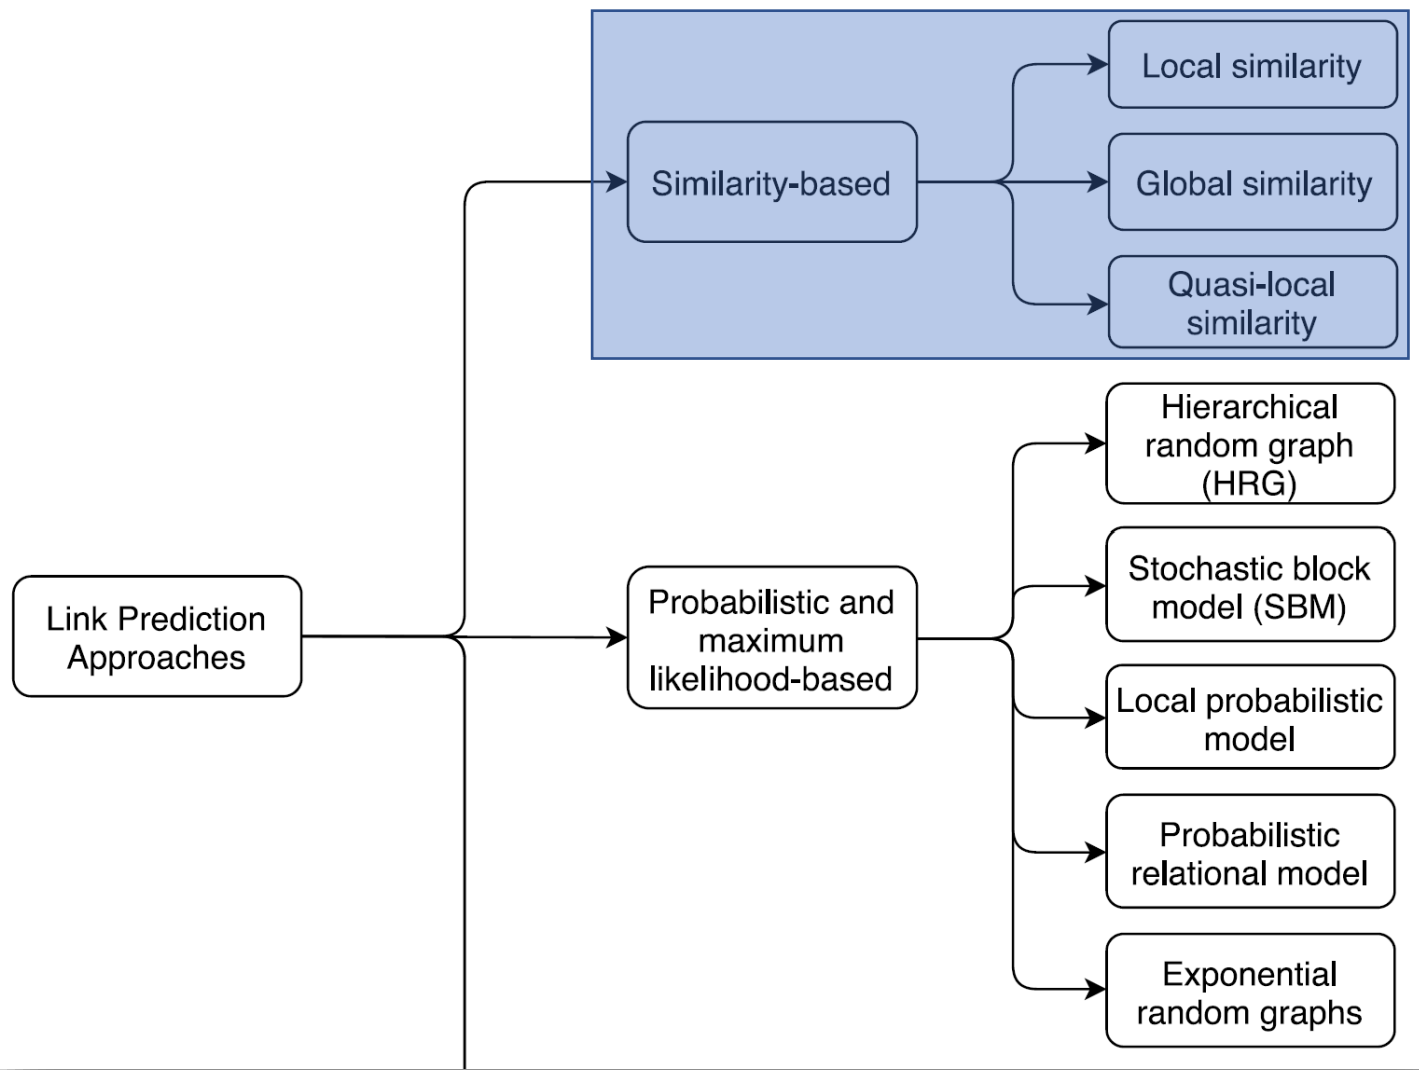 Local similarity
Similarity-based
Global similarity
Quasi-local
similarity
Hierarchical
random graph
(HRG)
Stochastic block
model (SBM)
Link Prediction
Approaches
Probabilistic and
maximum
likelihood-based
Local probabilistic
model
Probabilistic
relational model
Exponential
random graphs